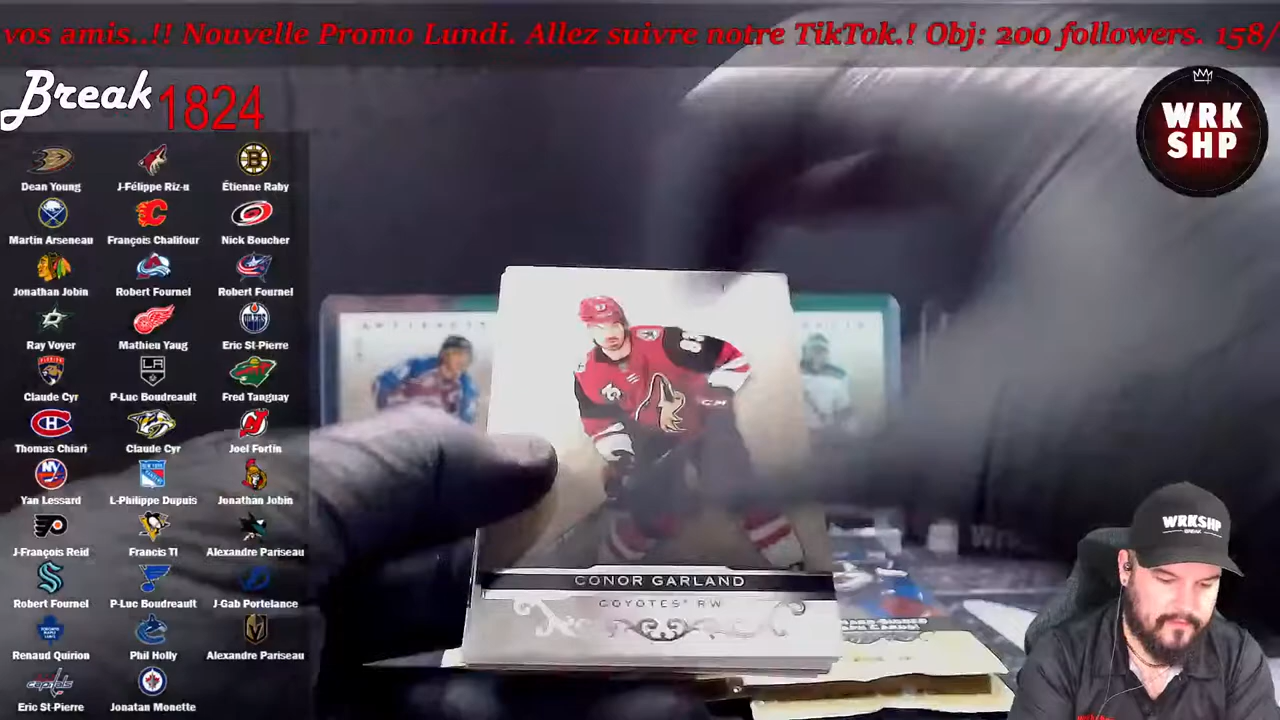 vos amis..!! Nouvelle Promo Lundi. Allez suivre notre TikTok.! Obj: 200 followers. 158/
Break 1824
WRK
SHP
Dean Young J-Félippe Riz-u Étienne Raby
Martin Arseneau François Chalifour Nick Boucher
Jonathan Jobin Robert Fournel Robert Fournel
Ray Voyer Mathieu Yaug Eric St-Pierre
Claude Cyr P-Luc Boudreault Fred Tanguay
Thomas Chiari Claude Cyr Joel Fortin
Yan Lessard L-Philippe Dupuis Jonathan Jobin
J-François Reid Francis TI Alexandre Pariseau
Robert Fournel P-Luc Boudreault J-Gab Portelance
Renaud Quirion Phil Holly Alexandre Pariseau
Eric St-Pierre Jonatan Monette
CONOR GARLAND
COYOTES® RW
WRKSHP
BREAK